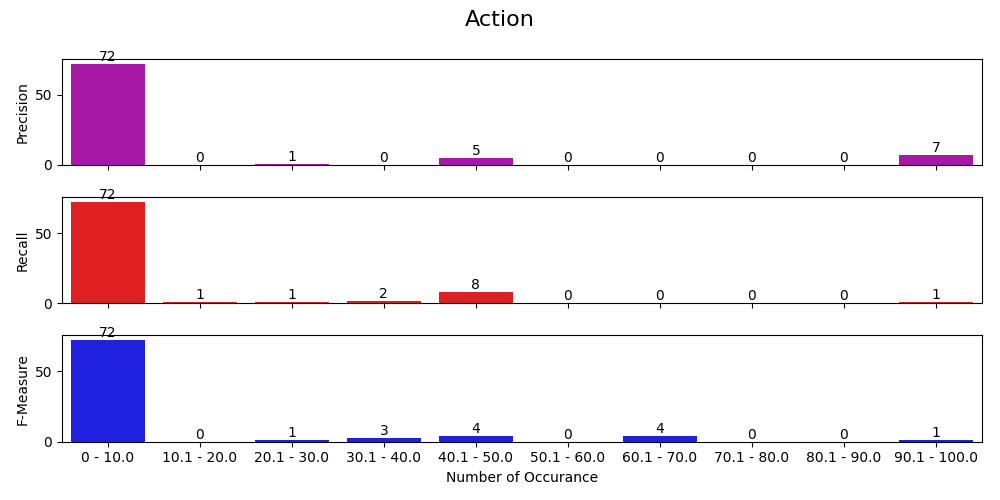 Action
Precision
50
0
72 0 1 0 5 0 0 0 0 7
Recall
50
0
72 1 1 2 8 0 0 0 0 1
F-Measure
50
0
72 0 1 3 4 0 4 0 0 1
0 - 10.0 10.1 - 20.0 20.1 - 30.0 30.1 - 40.0 40.1 - 50.0 50.1 - 60.0 60.1 - 70.0 70.1 - 80.0 80.1 - 90.0 90.1 - 100.0
Number of Occurance